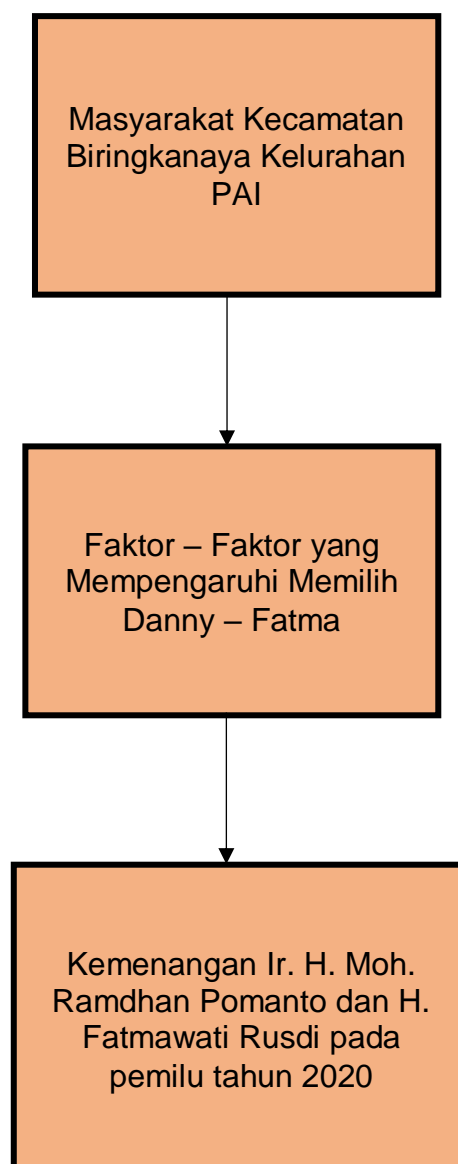 Masyarakat Kecamatan
Biringkanaya Kelurahan
PAI
Faktor – Faktor yang
Mempengaruhi Memilih
Danny – Fatma
Kemenangan Ir. H. Moh.
Ramdhan Pomanto dan H.
Fatmawati Rusdi pada
pemilu tahun 2020